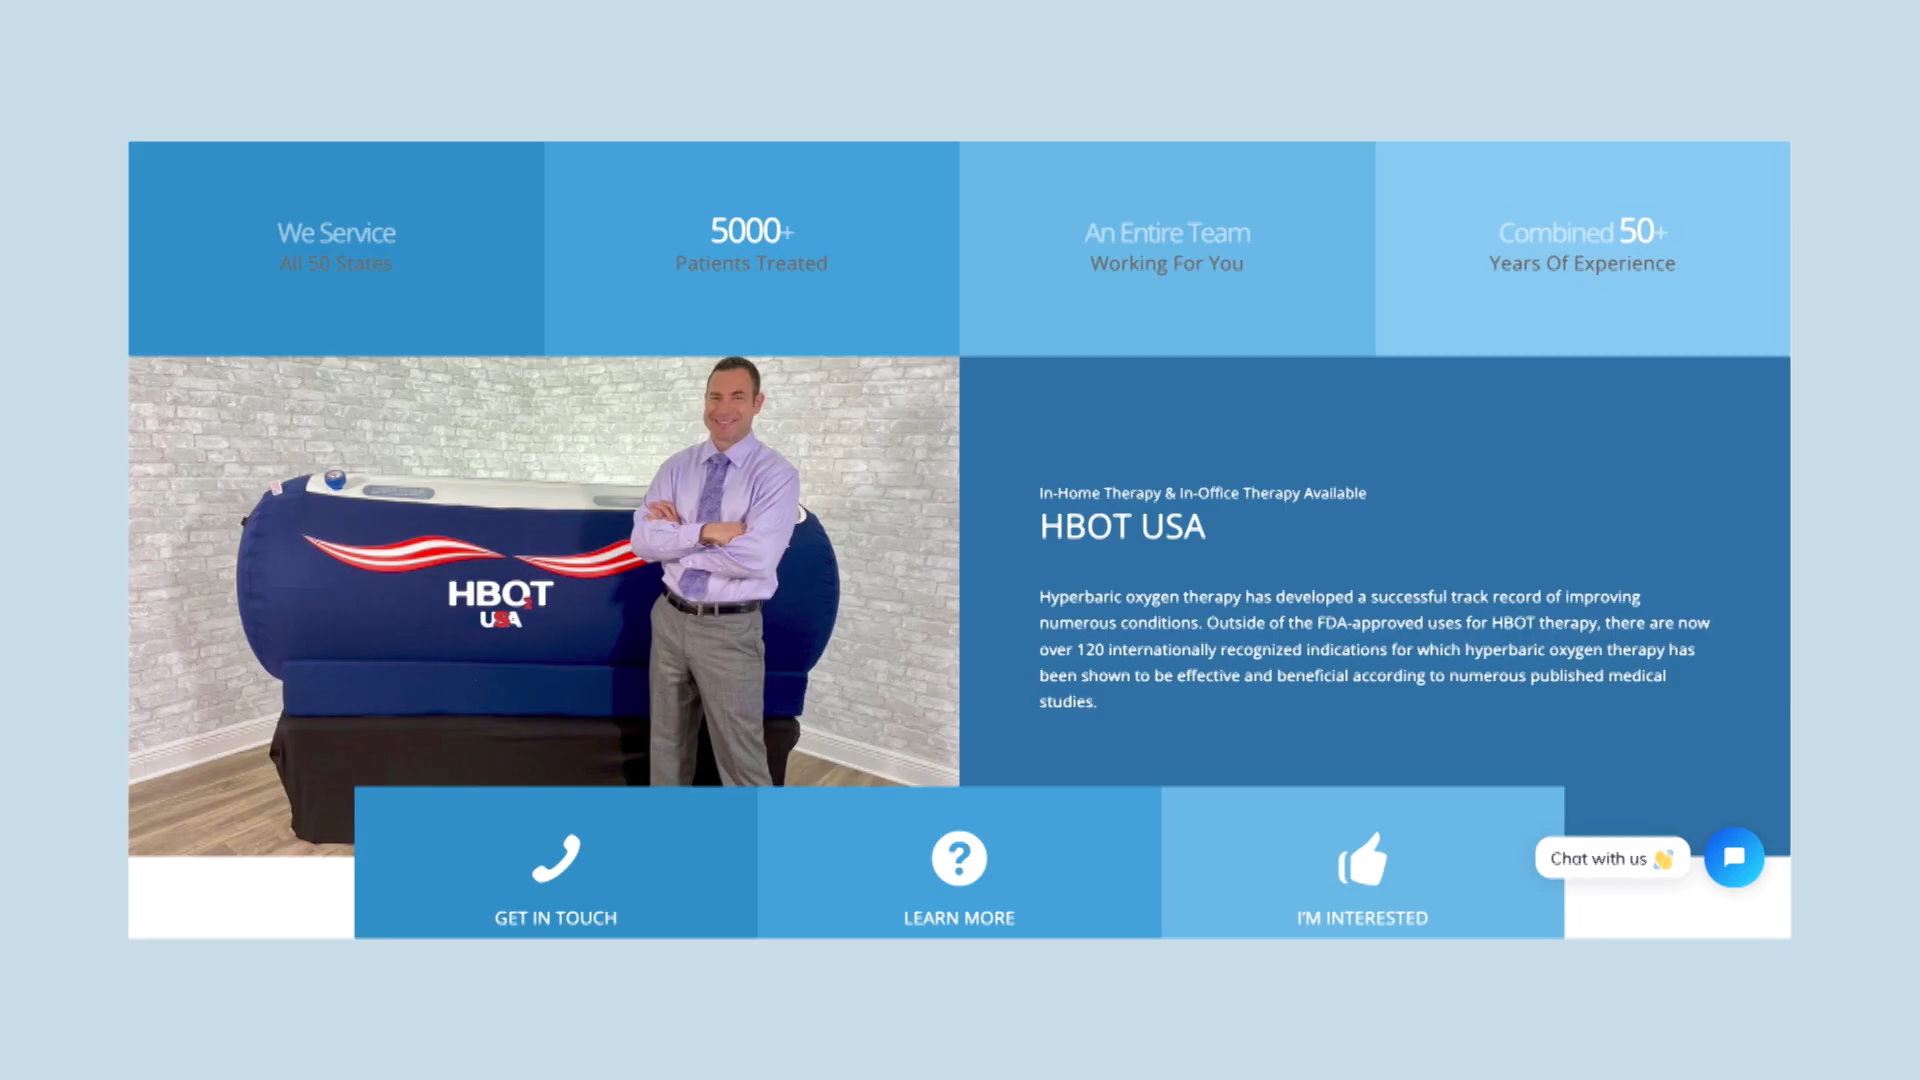 We Service
All 50 States
5000+
Patients Treated
An Entire Team
Working For You
Combined 50+
Years Of Experience
HBO2T
USA
In-Home Therapy & In-Office Therapy Available
HBOT USA
Hyperbaric oxygen therapy has developed a successful track record of improving
numerous conditions. Outside of the FDA-approved uses for HBOT therapy, there are now
over 120 internationally recognized indications for which hyperbaric oxygen therapy has
been shown to be effective and beneficial according to numerous published medical
studies.
GET IN TOUCH
LEARN MORE
I'M INTERESTED
Chat with us 👋